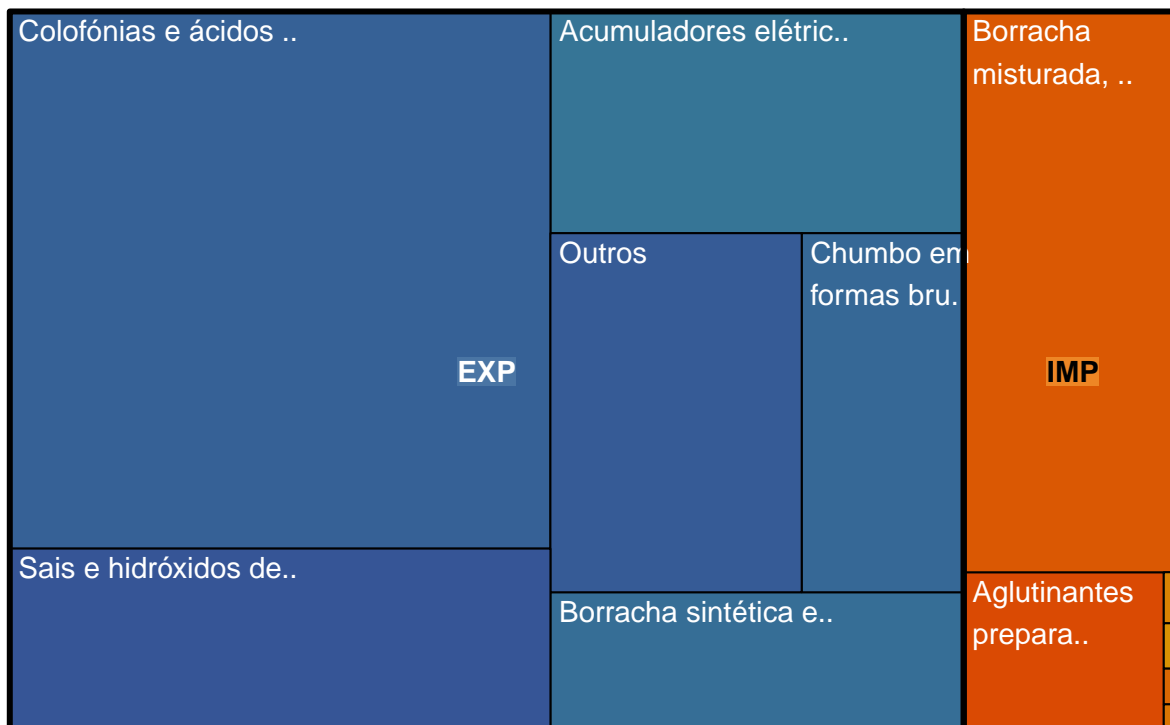 Colofónias e ácidos ..
Acumuladores elétric..
Borracha
misturada, ..
Outros
Chumbo em
formas bru.
EXP
IMP
Sais e hidróxidos de..
Borracha sintética e..
Aglutinantes
prepara..